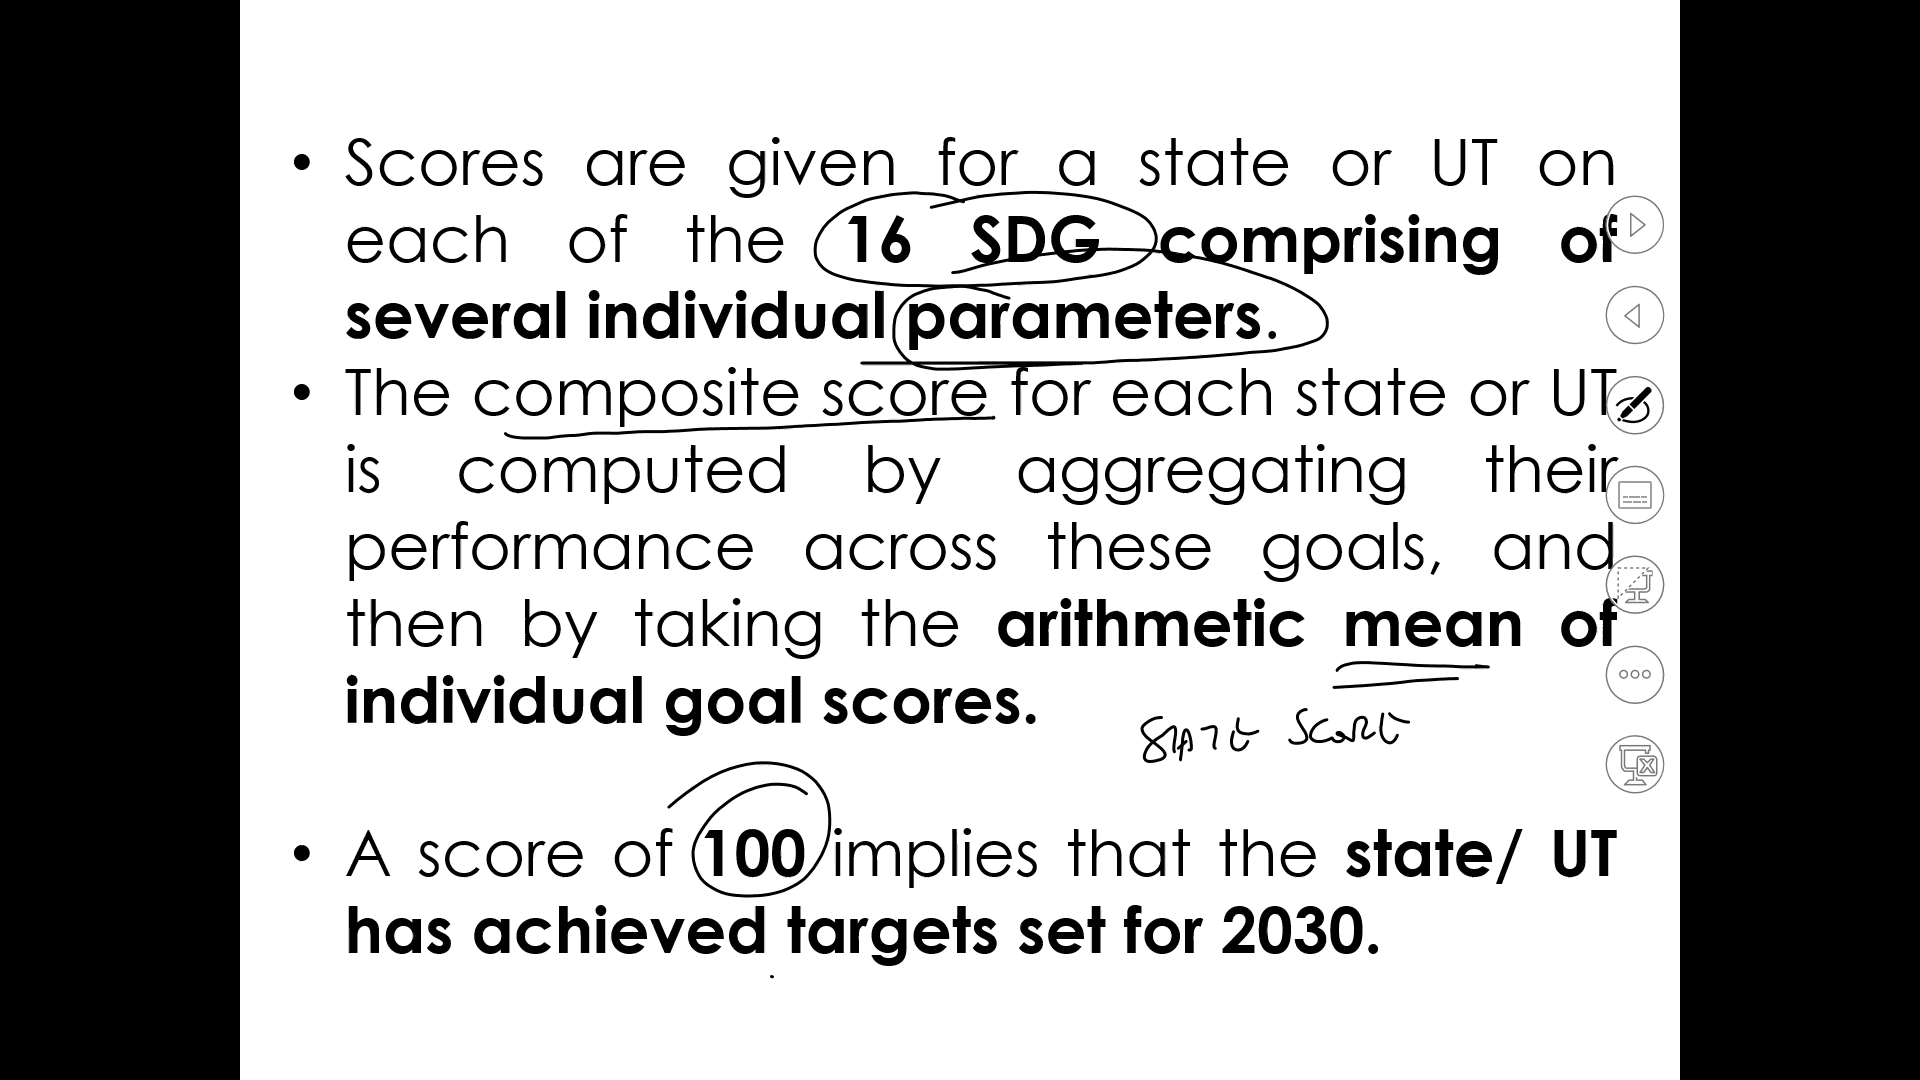 • Scores are given for a state or UT on
each of the 16 SDG comprising of
several individual parameters.
• The composite score for each state or UT
is computed by aggregating their
performance across these goals, and
then by taking the arithmetic mean of
individual goal scores.
STATE SCORE
• A score of 100 implies that the state/ UT
has achieved targets set for 2030.